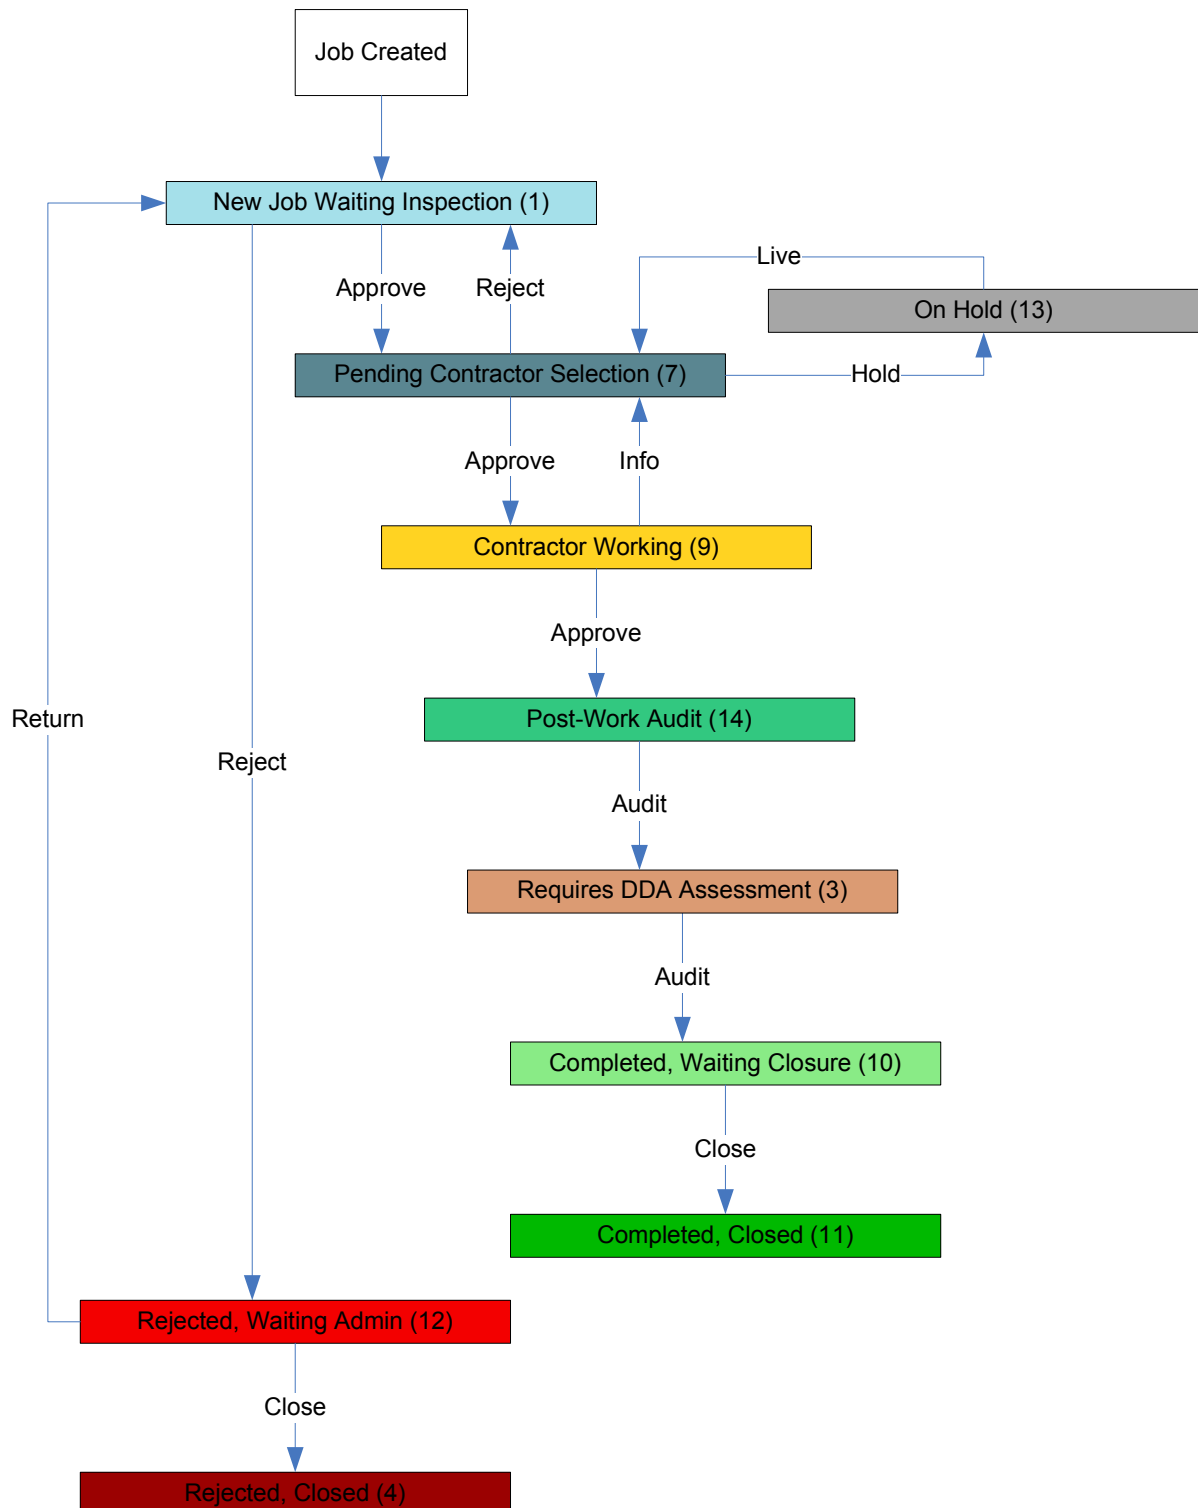 Job Created
New Job Waiting Inspection (1)
Approve
Reject
Live
On Hold (13)
Pending Contractor Selection (7)
Hold
Approve
Info
Contractor Working (9)
Approve
Post-Work Audit (14)
Return
Reject
Audit
Requires DDA Assessment (3)
Audit
Completed, Waiting Closure (10)
Close
Completed, Closed (11)
Rejected, Waiting Admin (12)
Close
Rejected, Closed (4)